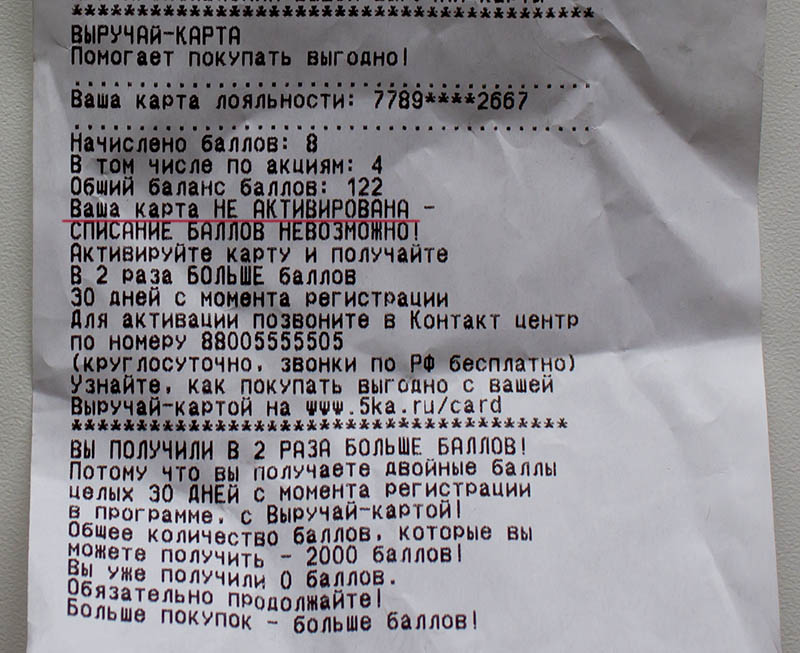 ****************************************
ВЫРУЧАЙ-КАРТА
Помогает покупать выгодно!
........................................
Ваша карта лояльности: 7789****2667
........................................
Начислено баллов: 8
В том числе по акциям: 4
Общий баланс баллов: 122
Ваша карта НЕ АКТИВИРОВАНА -
СПИСАНИЕ БАЛЛОВ НЕВОЗМОЖНО!
Активируйте карту и получайте
В 2 раза БОЛЬШЕ баллов
30 дней с момента регистрации
Для активации позвоните в Контакт центр
по номеру 88005555505
(круглосуточно, звонки по РФ бесплатно)
Узнайте, как покупать выгодно с вашей
Выручай-картой на www.5ka.ru/card
****************************************
ВЫ ПОЛУЧИЛИ В 2 РАЗА БОЛЬШЕ БАЛЛОВ!
Потому что вы получаете двойные баллы
целых 30 ДНЕЙ с момента регистрации
в программе, с Выручай-картой!
Общее количество баллов, которые вы
можете получить - 2000 баллов!
Вы уже получили 0 баллов.
Обязательно продолжайте!
Больше покупок - больше баллов!